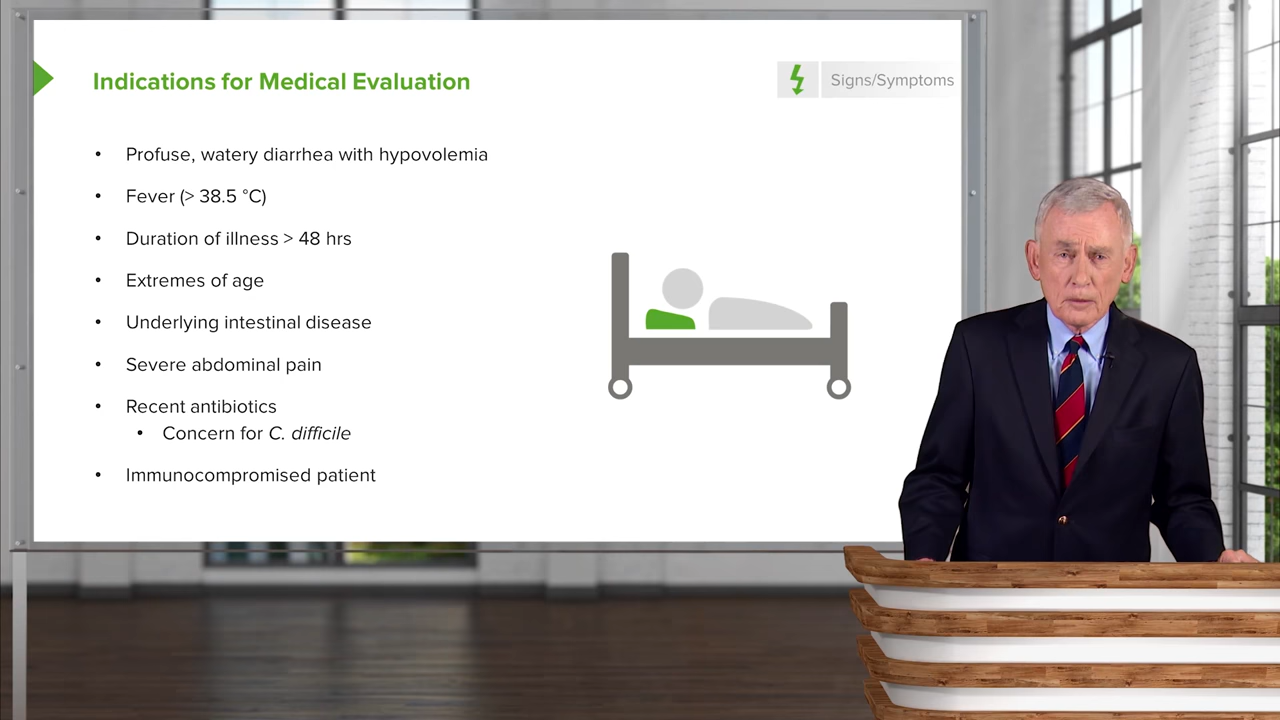 Indications for Medical Evaluation
Signs/Symptoms
• Profuse, watery diarrhea with hypovolemia
• Fever (> 38.5 °C)
• Duration of illness > 48 hrs
• Extremes of age
• Underlying intestinal disease
• Severe abdominal pain
• Recent antibiotics
• Concern for C. difficile
• Immunocompromised patient